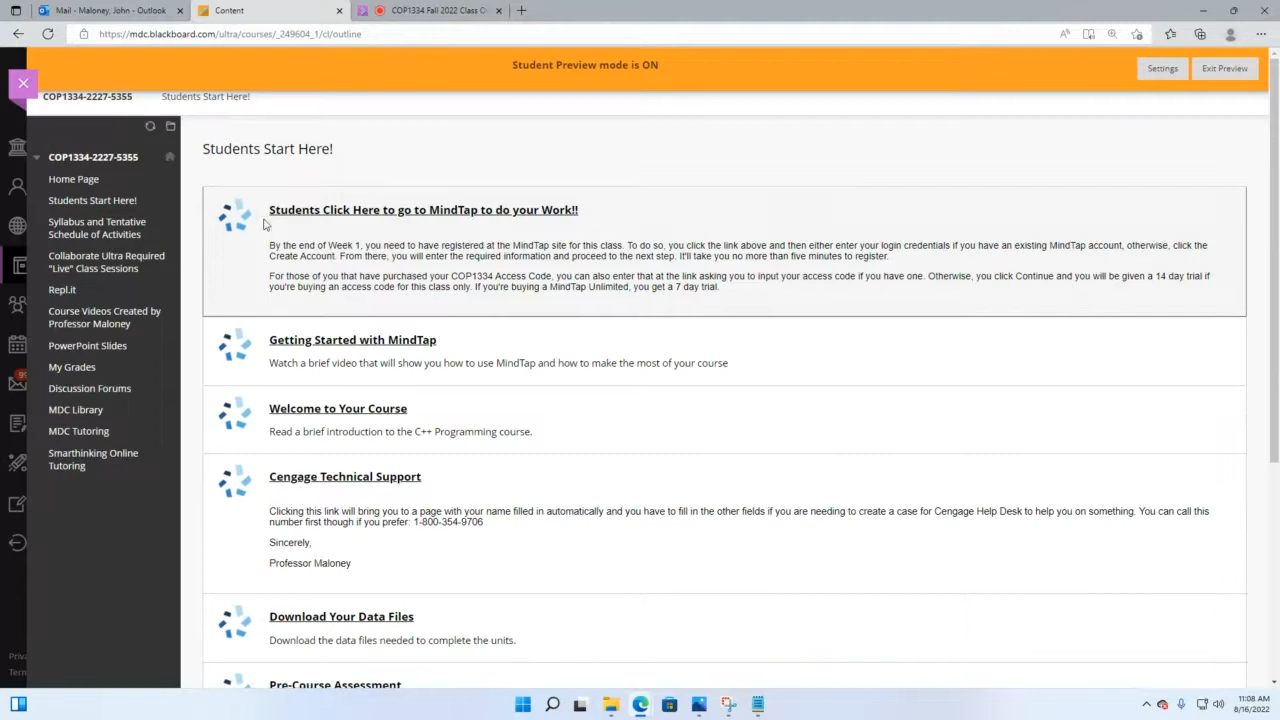 Mail - Maloney, John - Outlook
Content
COP1334 Fall 2022 Class O
https://mdc.blackboard.com/ultra/courses/_249604_1/cl/outline
Student Preview mode is ON
Settings
Exit Preview
COP1334-2227-5355
Students Start Here!
COP1334-2227-5355
Home Page
Students Start Here!
Syllabus and Tentative
Schedule of Activities
Collaborate Ultra Required
"Live" Class Sessions
Repl.it
Course Videos Created by
Professor Maloney
PowerPoint Slides
My Grades
Discussion Forums
MDC Library
MDC Tutoring
Smarthinking Online
Tutoring
99
Priva
Term
Students Start Here!
Students Click Here to go to MindTap to do your Work!!
By the end of Week 1, you need to have registered at the MindTap site for this class. To do so, you click the link above and then either enter your login credentials if you have an existing MindTap account, otherwise, click the
Create Account. From there, you will enter the required information and proceed to the next step. It'll take you no more than five minutes to register.
For those of you that have purchased your COP1334 Access Code, you can also enter that at the link asking you to input your access code if you have one. Otherwise, you click Continue and you will be given a 14 day trial if
you're buying an access code for this class only. If you're buying a MindTap Unlimited, you get a 7 day trial.
Getting Started with MindTap
Watch a brief video that will show you how to use MindTap and how to make the most of your course
Welcome to Your Course
Read a brief introduction to the C++ Programming course.
Cengage Technical Support
Clicking this link will bring you to a page with your name filled in automatically and you have to fill in the other fields if you are needing to create a case for Cengage Help Desk to help you on something. You can call this
number first though if you prefer: 1-800-354-9706
Sincerely,
Professor Maloney
Download Your Data Files
Download the data files needed to complete the units.
Pre-Course Assessment
11:08 AM
8/16/2022